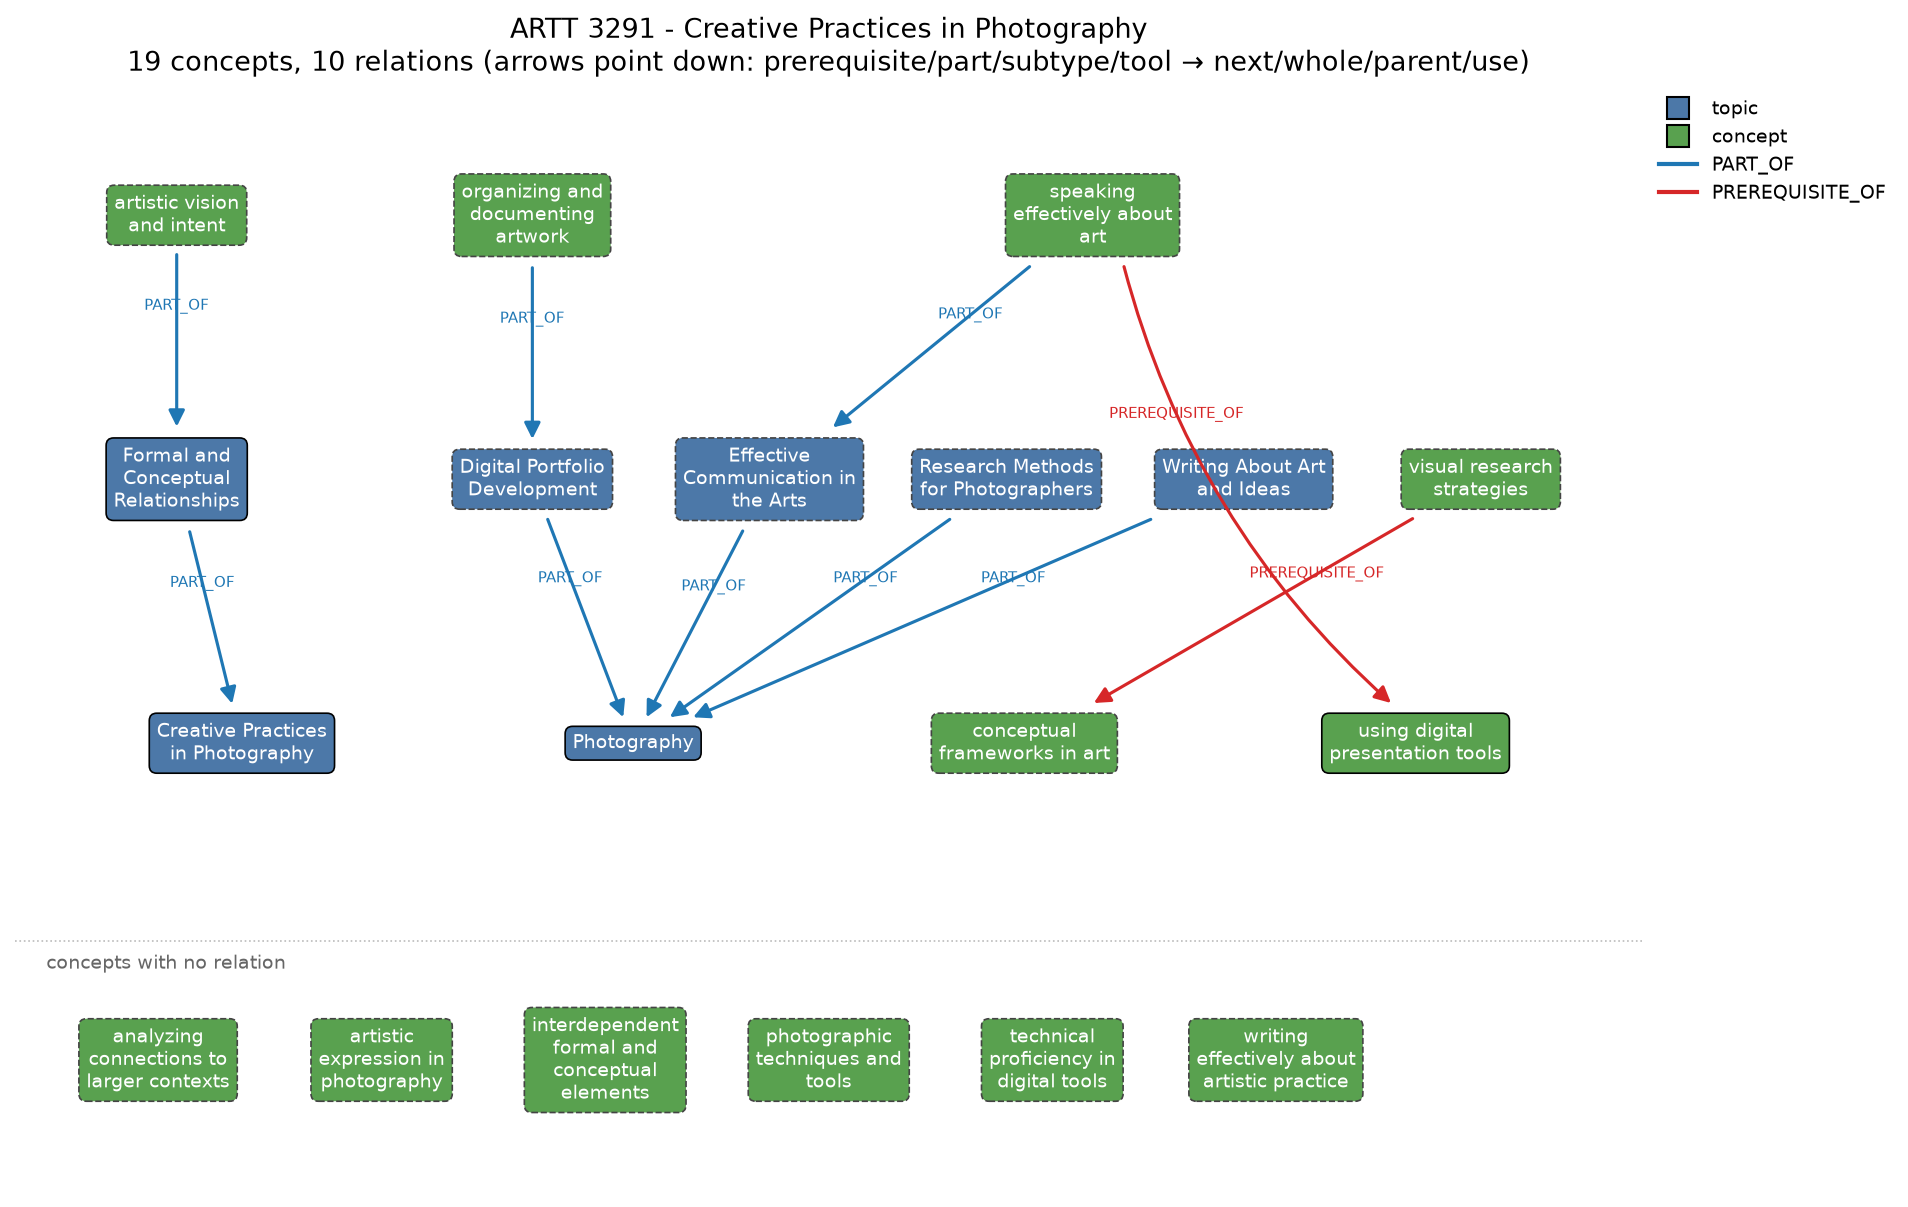 ARTT 3291 - Creative Practices in Photography
19 concepts, 10 relations (arrows point down: prerequisite/part/subtype/tool → next/whole/parent/use)
topic
concept
PART_OF
PREREQUISITE_OF
artistic vision
and intent
organizing and
documenting
artwork
speaking
effectively about
art
PART_OF
PART_OF
PART_OF
PREREQUISITE_OF
Formal and
Conceptual
Relationships
Digital Portfolio
Development
Effective
Communication in
the Arts
Research Methods
for Photographers
Writing About Art
and Ideas
visual research
strategies
PART_OF
PART_OF
PART_OF
PART_OF
PART_OF
PREREQUISITE_OF
Creative Practices
in Photography
Photography
conceptual
frameworks in art
using digital
presentation tools
concepts with no relation
analyzing
connections to
larger contexts
artistic
expression in
photography
interdependent
formal and
conceptual
elements
photographic
techniques and
tools
technical
proficiency in
digital tools
writing
effectively about
artistic practice